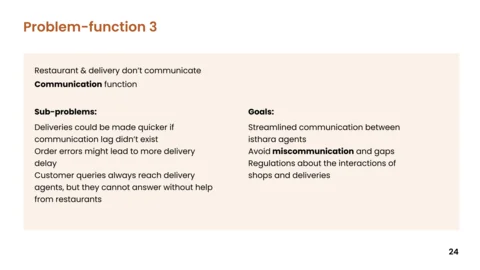 Problem-function 3
Restaurant & delivery don't communicate
Communication function
Sub-problems:
Deliveries could be made quicker if
communication lag didn't exist
Order errors might lead to more delivery
delay
Customer queries always reach delivery
agents, but they cannot answer without help
from restaurants
Goals:
Streamlined communication between
isthara agents
Avoid miscommunication and gaps
Regulations about the interactions of
shops and deliveries
24